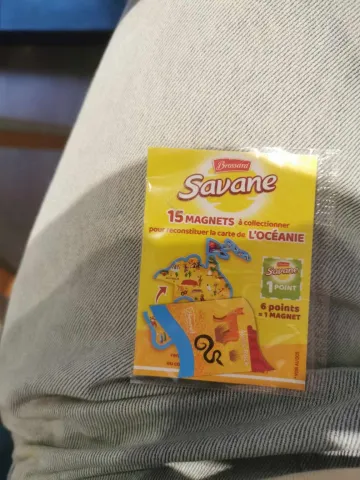 Brossard
Savane
15 MAGNETS à collectionner
pour reconstituer la carte de L'OCÉANIE
Savane
1
POINT
6 points
= 1 MAGNET